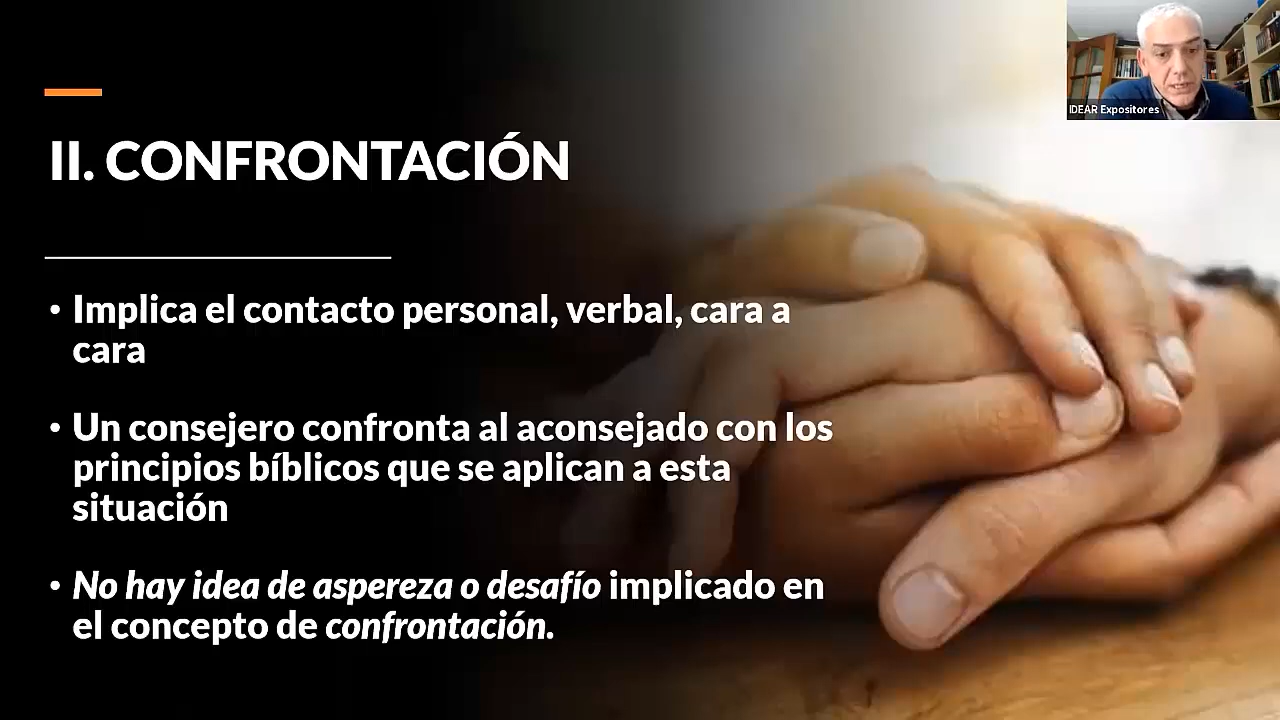 IDEAR Expositores
II. CONFRONTACIÓN
• Implica el contacto personal, verbal, cara a
cara
• Un consejero confronta al aconsejado con los
principios bíblicos que se aplican a esta
situación
• No hay idea de aspereza o desafío implicado en
el concepto de confrontación.